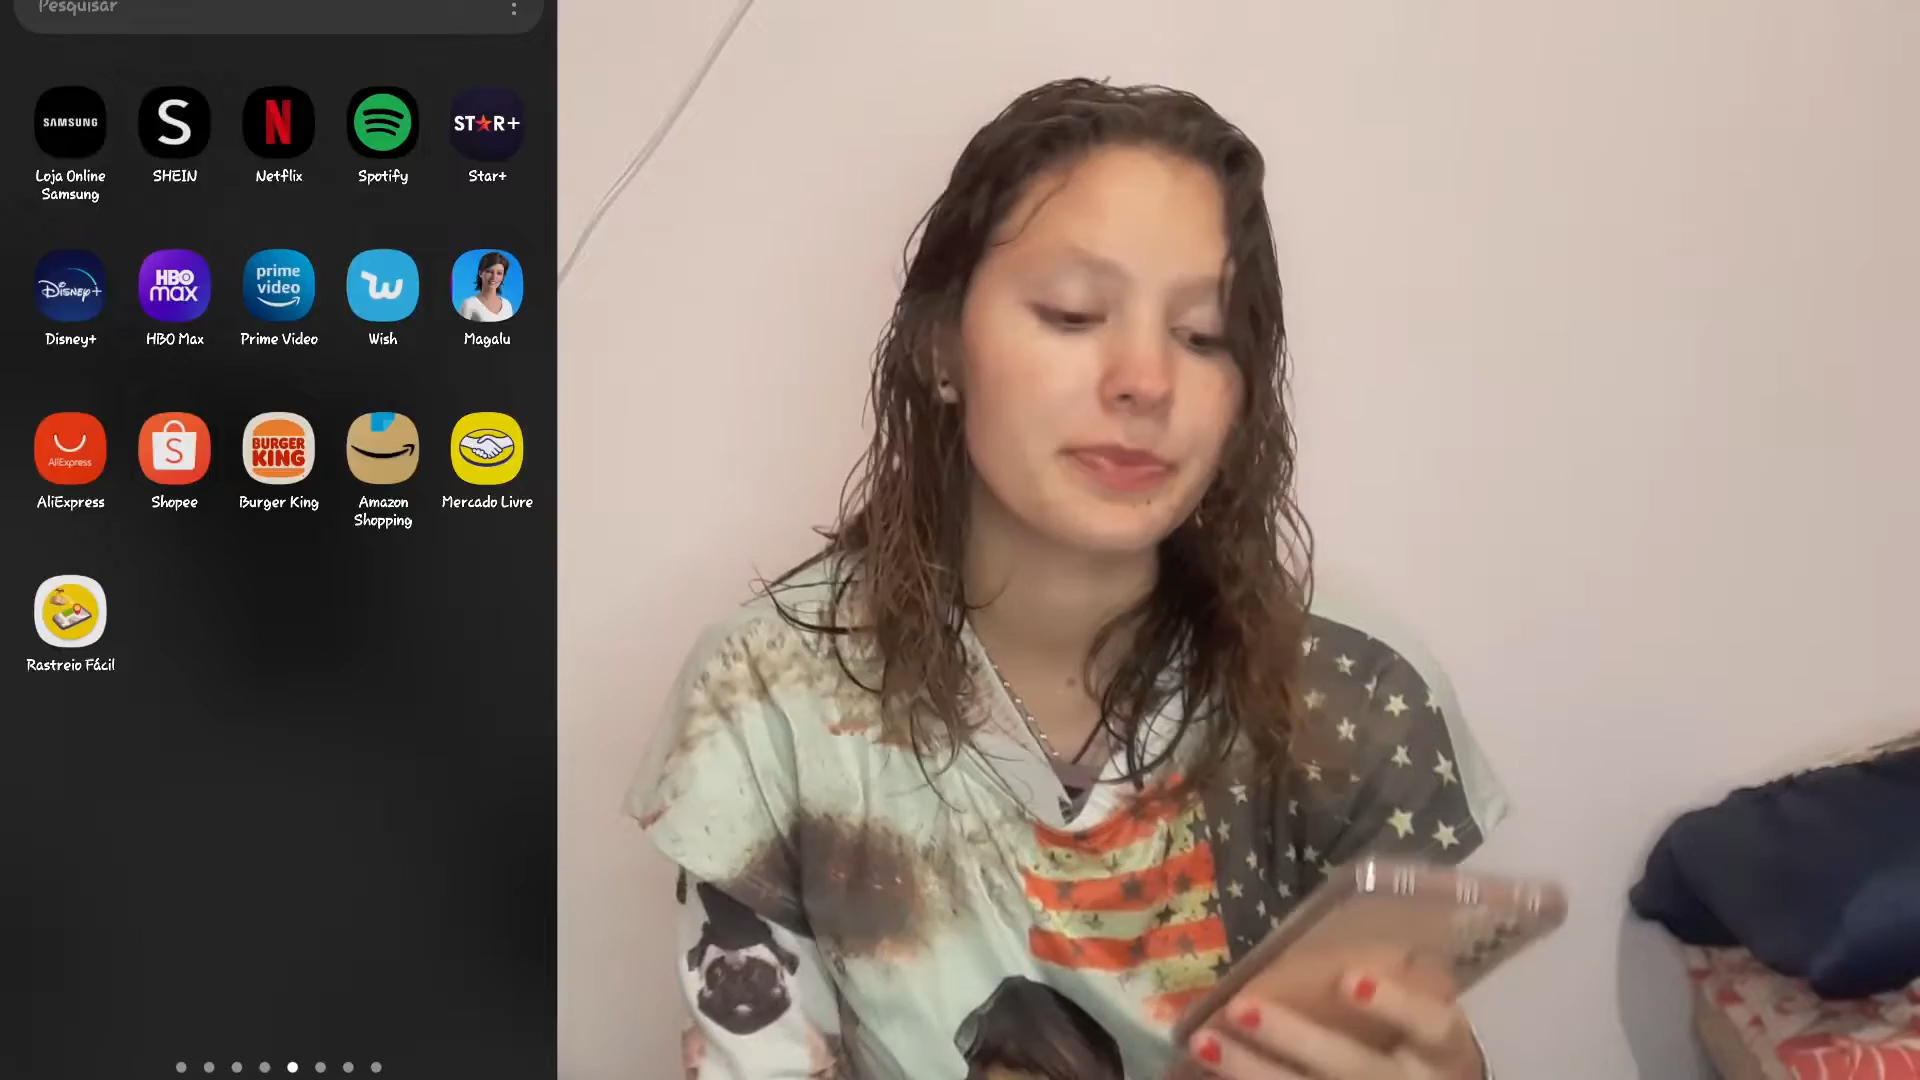 Pesquisar
SAMSUNG
S
N
ST★R+
Loja Online
Samsung
SHEIN
Netflix
Spotify
Star+
Disney+
HBO
max
prime
video
Disney+
HBO Max
Prime Video
Wish
Magalu
AliExpress
S
BURGER
KING
AliExpress
Shopee
Burger King
Amazon
Shopping
Mercado Livre
Rastreio Fácil